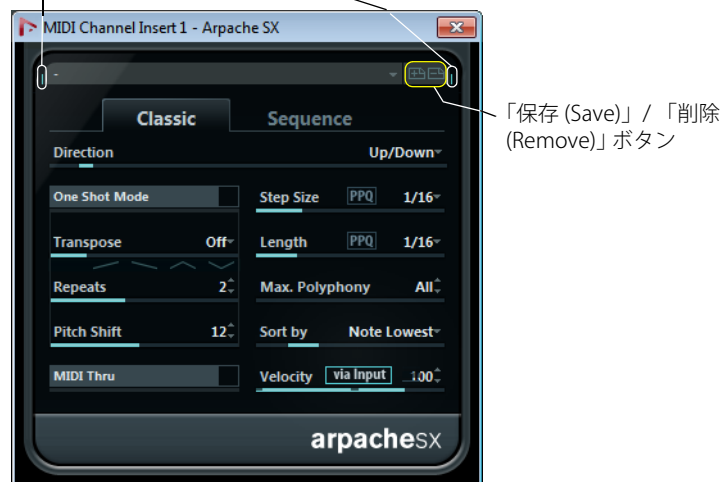 MIDI Channel Insert 1 - Arpache SX
-
「保存 (Save)」/ 「削除
(Remove)」ボタン
Classic Sequence
Direction Up/Down
One Shot Mode Step Size PPQ 1/16
Transpose Off Length PPQ 1/16
Repeats 2 Max. Polyphony All
Pitch Shift 12 Sort by Note Lowest
MIDI Thru Velocity via Input 100
arpachesx